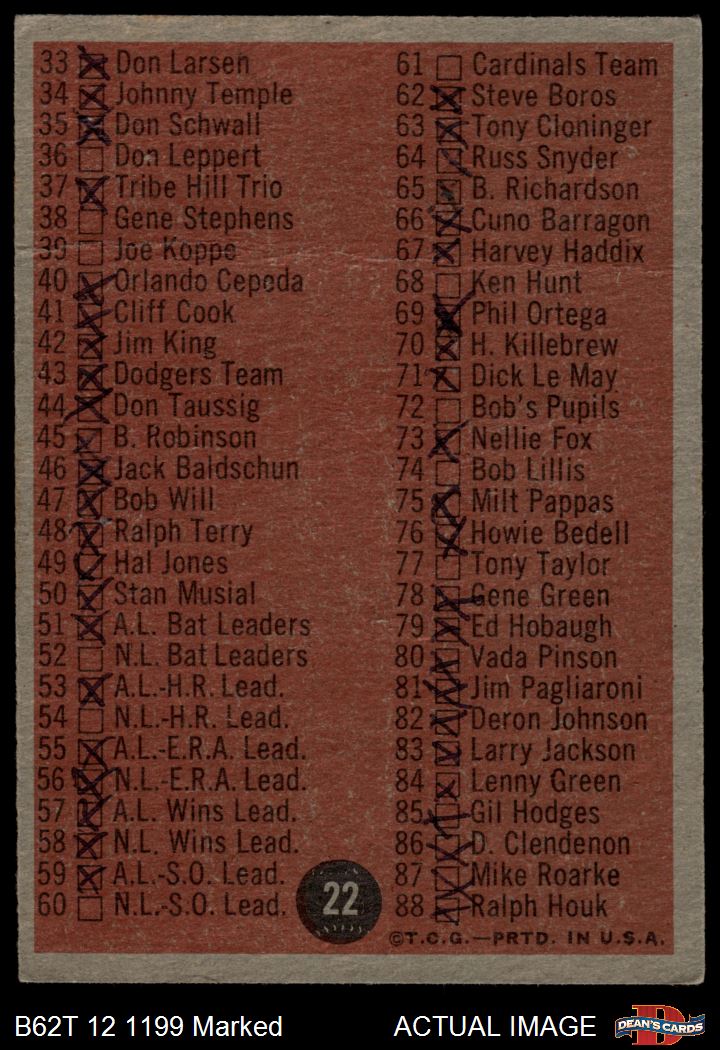 33 Don Larsen
34 Johnny Temple
35 Don Schwall
36 Don Leppert
37 Tribe Hill Trio
38 Gene Stephens
39 Joe Koppe
40 Orlando Cepeda
41 Cliff Cook
42 Jim King
43 Dodgers Team
44 Don Taussig
45 B. Robinson
46 Jack Baldschun
47 Bob Will
48 Ralph Terry
49 Hal Jones
50 Stan Musial
51 A.L. Bat Leaders
52 N.L. Bat Leaders
53 A.L.-H.R. Lead.
54 N.L.-H.R. Lead.
55 A.L.-E.R.A. Lead.
56 N.L.-E.R.A. Lead.
57 A.L. Wins Lead.
58 N.L. Wins Lead.
59 A.L.-S.O. Lead.
60 N.L.-S.O. Lead.
61 Cardinals Team
62 Steve Boros
63 Tony Cloninger
64 Russ Snyder
65 B. Richardson
66 Cuno Barragon
67 Harvey Haddix
68 Ken Hunt
69 Phil Ortega
70 H. Killebrew
71 Dick Le May
72 Bob's Pupils
73 Nellie Fox
74 Bob Lillis
75 Milt Pappas
76 Howie Bedell
77 Tony Taylor
78 Gene Green
79 Ed Hobaugh
80 Vada Pinson
81 Jim Pagliaroni
82 Deron Johnson
83 Larry Jackson
84 Lenny Green
85 Gil Hodges
86 D. Clendenon
87 Mike Roarke
88 Ralph Houk
22
©T.C.G.—PRTD. IN U.S.A.
B62T 12 1199 Marked
ACTUAL IMAGE
DEAN'S CARDS